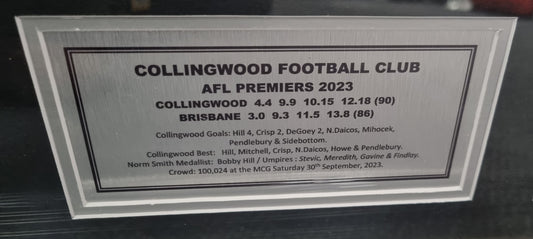 COLLINGWOOD FOOTBALL CLUB
AFL PREMIERS 2023
COLLINGWOOD 4.4 9.9 10.15 12.18 (90)
BRISBANE 3.0 9.3 11.5 13.8 (86)
Collingwood Goals: Hill 4, Crisp 2, DeGoey 2, N.Daicos, Mihocek,
Pendlebury & Sidebottom.
Collingwood Best: Hill, Mitchell, Crisp, N.Daicos, Howe & Pendlebury.
Norm Smith Medallist: Bobby Hill / Umpires : Stevic, Meredith, Gavine & Findlay.
Crowd: 100,024 at the MCG Saturday 30th September, 2023.